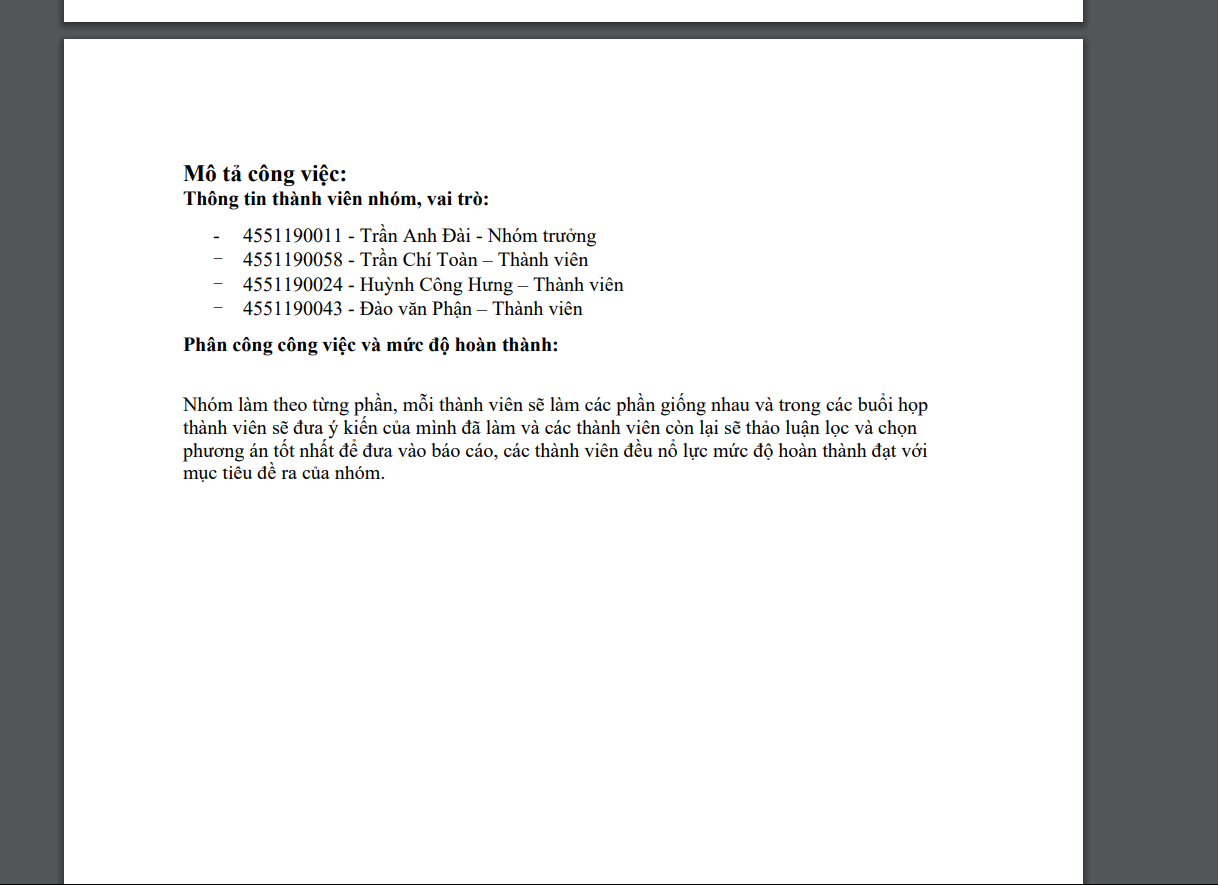 Mô tả công việc:
Thông tin thành viên nhóm, vai trò:
- 4551190011 - Trần Anh Đài - Nhóm trưởng
− 4551190058 - Trần Chí Toàn – Thành viên
− 4551190024 - Huỳnh Công Hưng – Thành viên
− 4551190043 - Đào văn Phận – Thành viên
Phân công công việc và mức độ hoàn thành:
Nhóm làm theo từng phần, mỗi thành viên sẽ làm các phần giống nhau và trong các buổi họp
thành viên sẽ đưa ý kiến của mình đã làm và các thành viên còn lại sẽ thảo luận lọc và chọn
phương án tốt nhất để đưa vào báo cáo, các thành viên đều nổ lực mức độ hoàn thành đạt với
mục tiêu đề ra của nhóm.